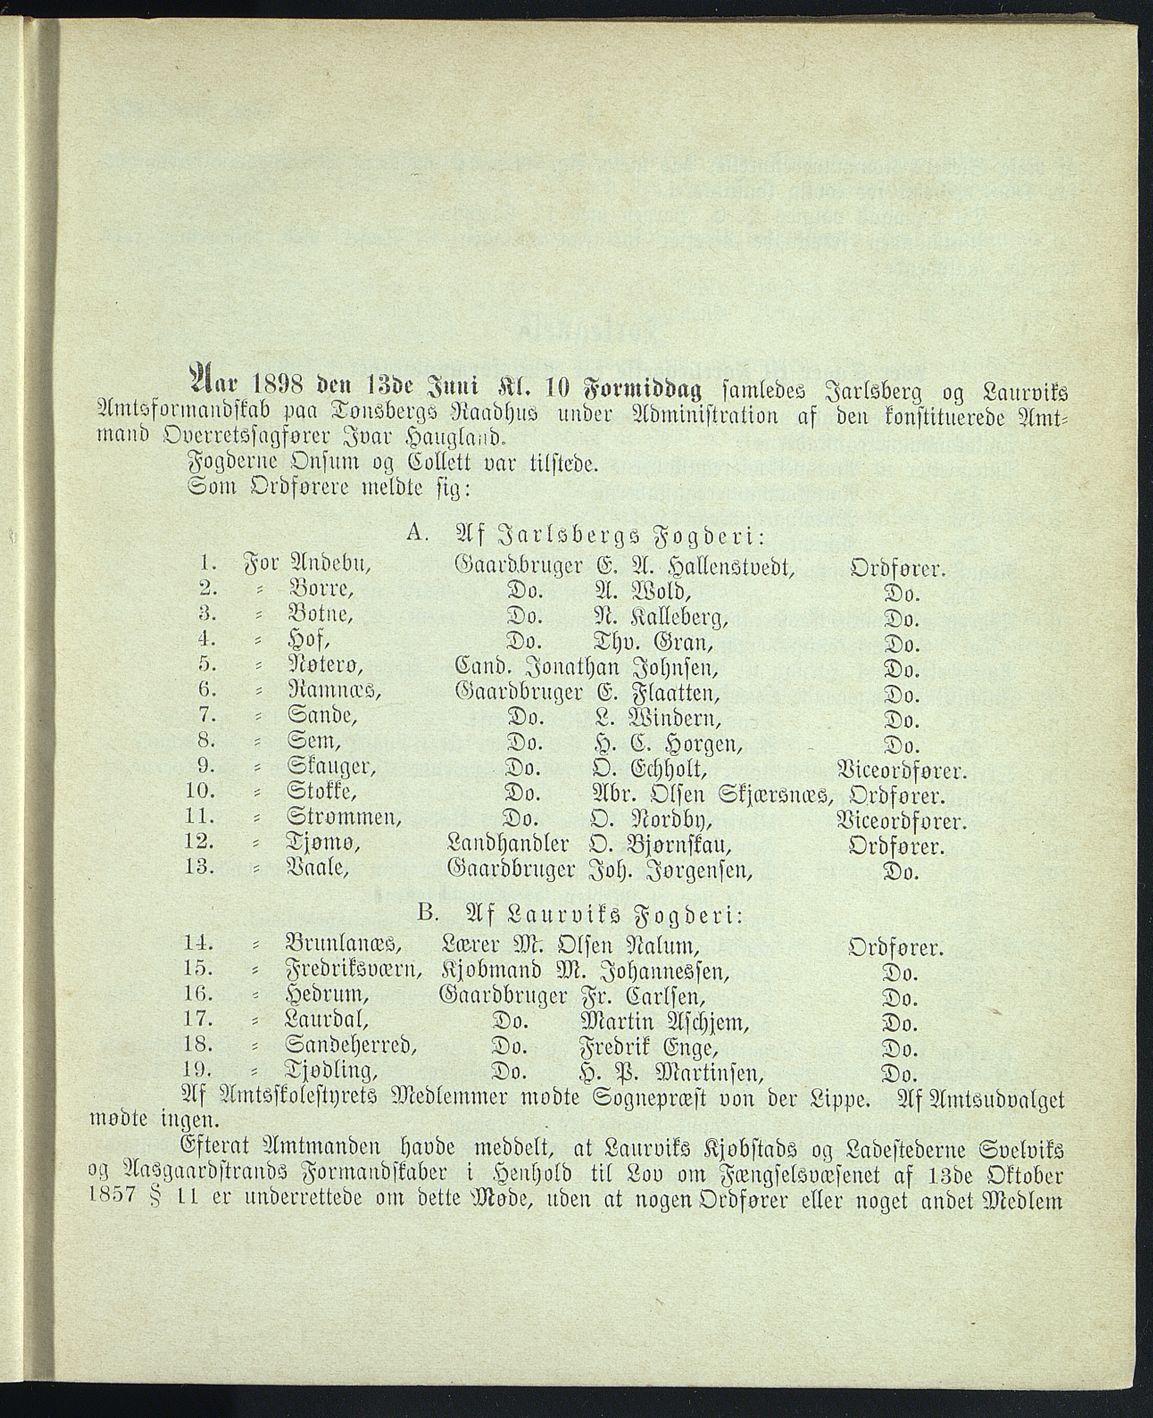 Aar 1898 den 13de Juni Kl. 10 Formiddag samledes Jarlsberg og Laurviks
Amtsformandskab paa Tønsbergs Raadhus under Administration af den konstituerede Amt-
mand Overretssagfører Ivar Haugland.
Fogderne Onsum og Collett var tilstede.
Som Ordførere meldte sig:
A. Af Jarlsbergs Fogderi:
1. For Andebu, Gaardbruger E. A. Hallenstvedt, Ordfører.
2. " Borre, Do. A. Wold, Do.
3. " Botne, Do. N. Kalleberg, Do.
4. " Hof, Do. Thv. Gran, Do.
5. " Nøterø, Cand. Jonathan Johnsen, Do.
6. " Ramnæs, Gaardbruger E. Flaatten, Do.
7. " Sande, Do. L. Windern, Do.
8. " Sem, Do. H. C. Horgen, Do.
9. " Skauger, Do. O. Echholt, Viceordfører.
10. " Stokke, Do. Abr. Olsen Skjærsnæs, Ordfører.
11. " Strømmen, Do. O. Nordby, Viceordfører.
12. " Tjømø, Landhandler O. Bjørnskau, Ordfører.
13. " Vaale, Gaardbruger Joh. Jørgensen, Do.
B. Af Laurviks Fogderi:
14. " Brunlanæs, Lærer M. Olsen Nalum, Ordfører.
15. " Fredriksværn, Kjøbmand M. Johannessen, Do.
16. " Hedrum, Gaardbruger Fr. Carlsen, Do.
17. " Laurdal, Do. Martin Aschjem, Do.
18. " Sandeherred, Do. Fredrik Enge, Do.
19. " Tjødling, Do. H. P. Martinsen, Do.
Af Amtsskolestyrets Medlemmer mødte Sognepræst von der Lippe. Af Amtsudvalget
mødte ingen.
Efterat Amtmanden havde meddelt, at Laurviks Kjøbstads og Ladestederne Svelviks
og Aasgaardstrands Formandskaber i Henhold til Lov om Fængselsvæsenet af 13de Oktober
1857 § 11 er underrettede om dette Møde, uden at nogen Ordfører eller noget andet Medlem